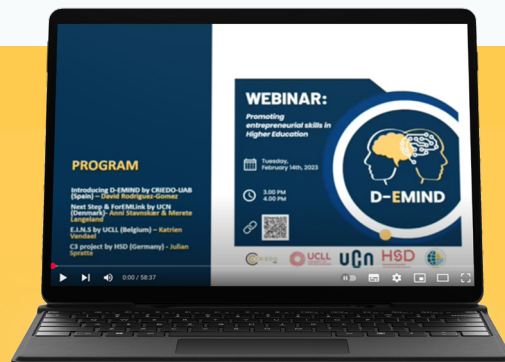 PROGRAM
Introducing D-EMIND by CRIEDO-UAB
(Spain) – David Rodriguez-Gomez
Next Step & ForEMLink by UCN
(Denmark)- Anni Stavnskær & Merete
Langeland
E.I.N.S by UCLL (Belgium) – Katrien
Vandael
C3 project by HSD (Germany) - Julian
Spratte
WEBINAR:
Promoting
entrepreneurial skills in
Higher Education
Tuesday,
February 14th, 2023
3.00 PM
4.00 PM
D-EMIND
UCLL
UCN
HSD
0:00 / 58:37